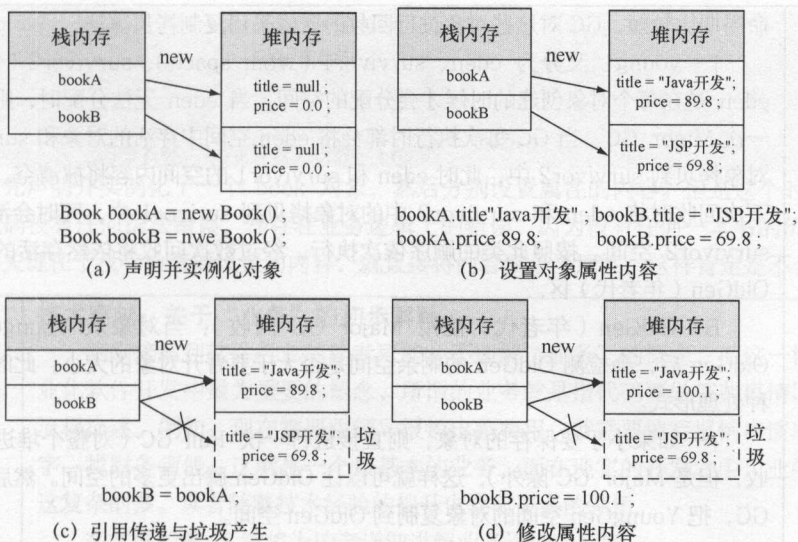 栈内存
new
堆内存
bookA
bookB
title = null ;
price = 0.0 ;
title = null ;
price = 0.0 ;
Book bookA = new Book() ;
Book bookB = new Book() ;
(a) 声明并实例化对象
栈内存
new
堆内存
bookA
bookB
title = "Java开发";
price = 89.8 ;
title = "JSP开发";
price = 69.8 ;
bookA.title"Java开发" ;
bookB.title = "JSP开发";
bookA.price 89.8 ;
bookB.price = 69.8 ;
(b) 设置对象属性内容
栈内存
new
堆内存
bookA
bookB
title = "Java开发";
price = 89.8 ;
title = "JSP开发";
price = 69.8 ;
垃圾
bookB = bookA ;
(c) 引用传递与垃圾产生
栈内存
new
堆内存
bookA
bookB
title = "Java开发";
price = 100.1 ;
title = "JSP开发";
price = 69.8 ;
垃圾
bookB.price = 100.1 ;
(d) 修改属性内容